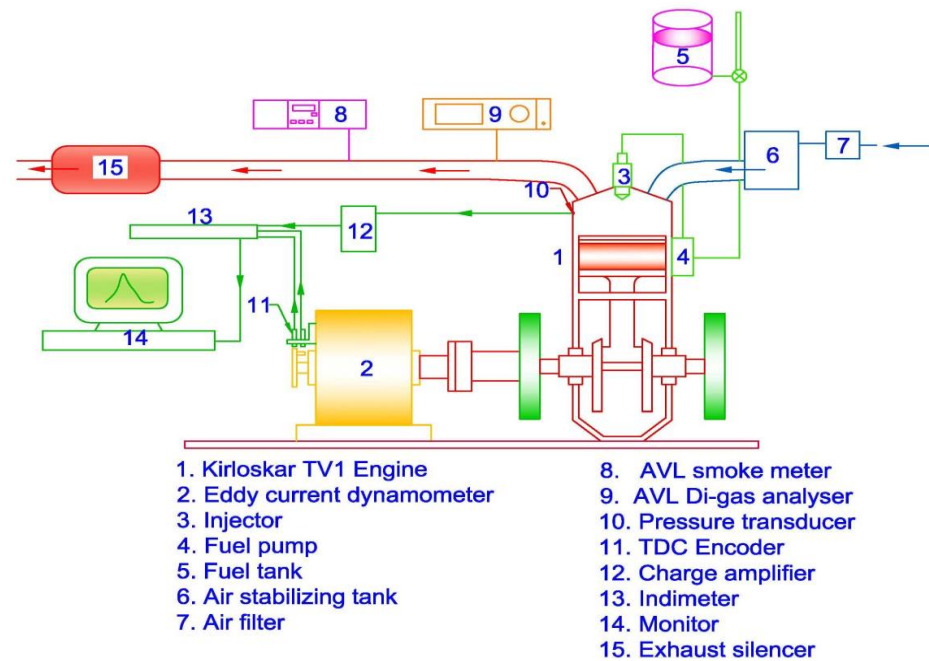 5
8
9
6
7
15
3
10
13
12
1
4
11
14
2
1. Kirloskar TV1 Engine
2. Eddy current dynamometer
3. Injector
4. Fuel pump
5. Fuel tank
6. Air stabilizing tank
7. Air filter
8. AVL smoke meter
9. AVL Di-gas analyser
10. Pressure transducer
11. TDC Encoder
12. Charge amplifier
13. Indimeter
14. Monitor
15. Exhaust silencer